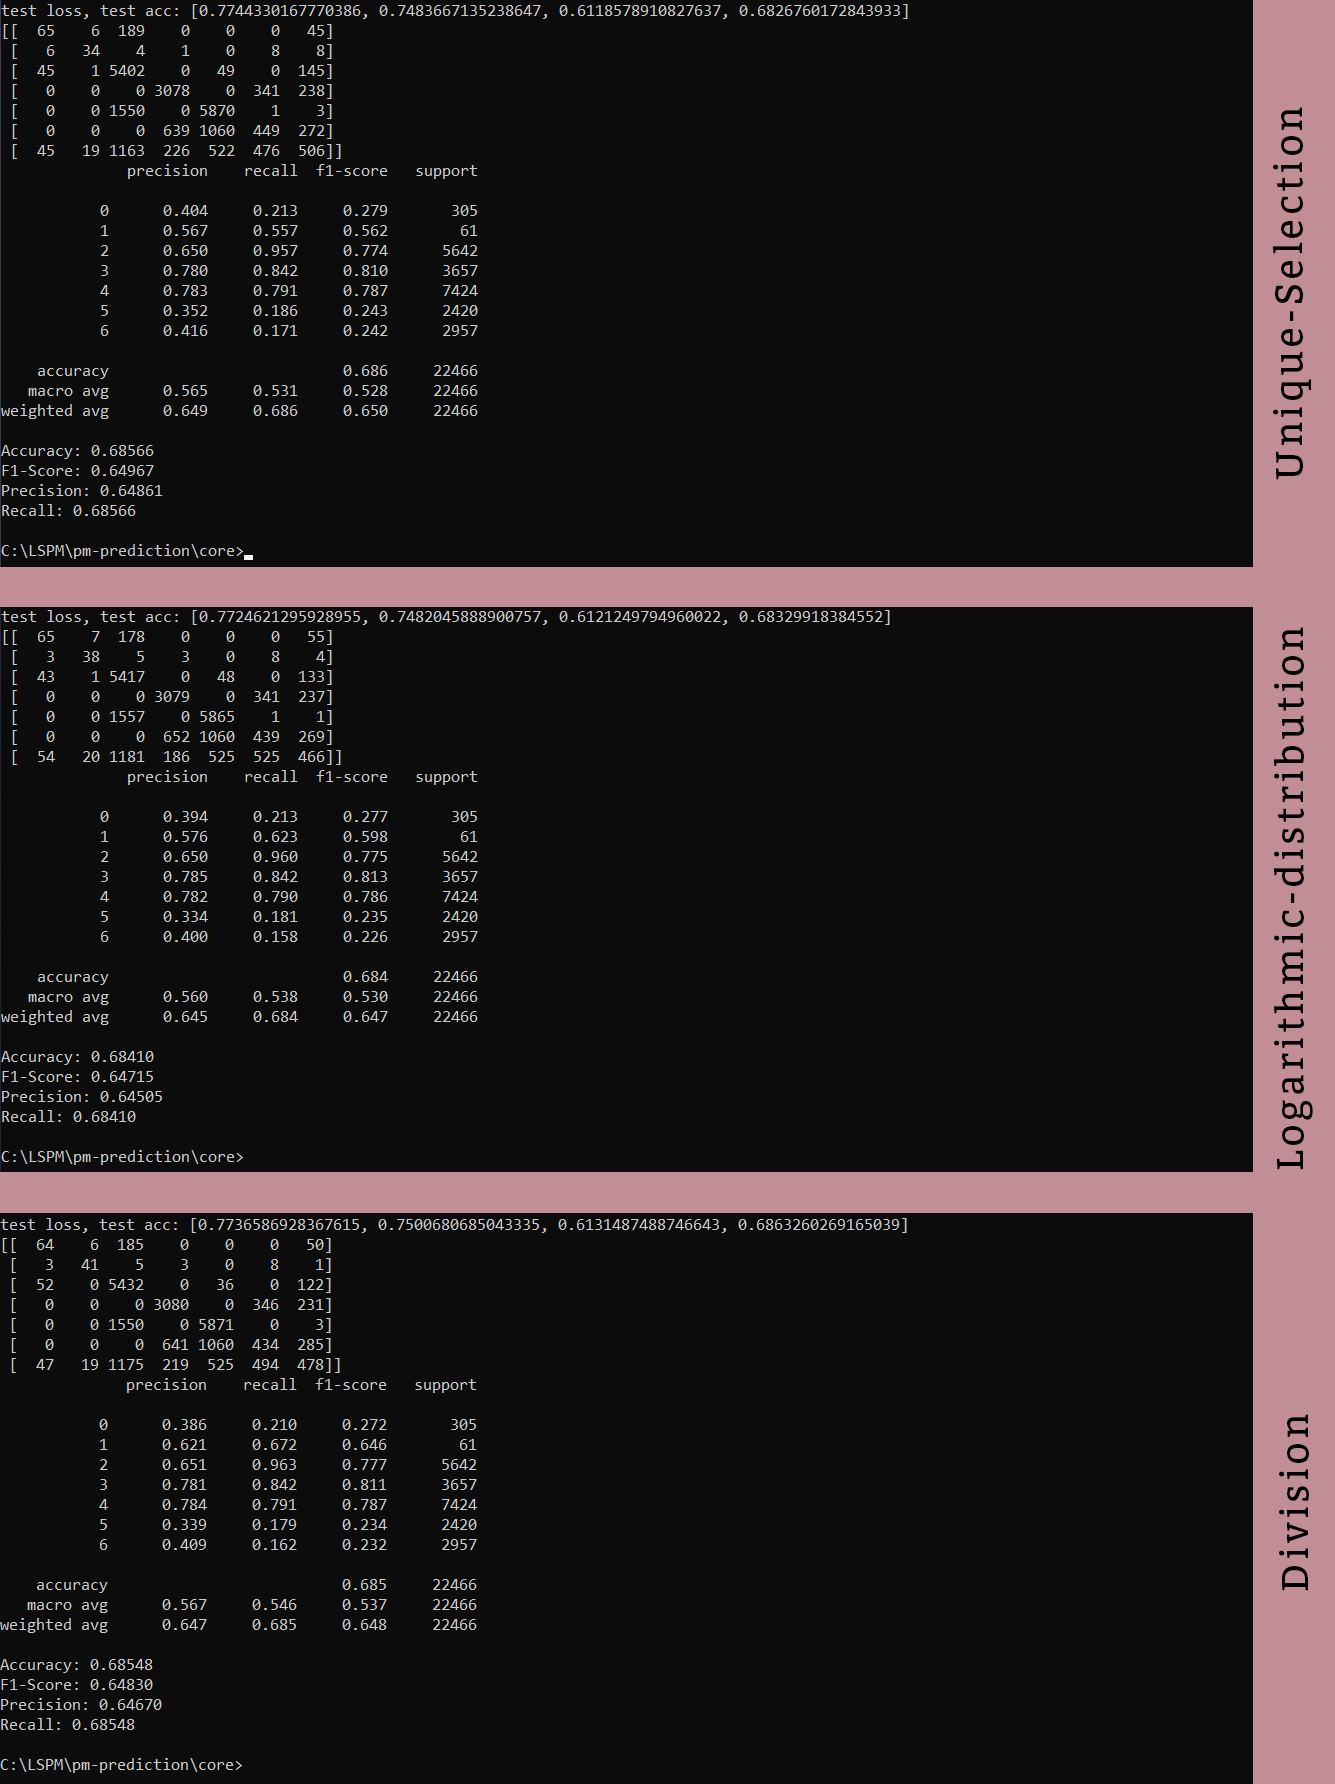 test loss, test acc: [0.7744330167770386, 0.7483667135238647, 0.6118578910827637, 0.6826760172843933]
[[  65    6  189    0    0    0   45]
 [   6   34    4    1    0    8    8]
 [  45    1 5402    0   49    0  145]
 [   0    0    0 3078    0  341  238]
 [   0    0 1550    0 5870    1    3]
 [   0    0    0  639 1060  449  272]
 [  45   19 1163  226  522  476  506]]
              precision    recall  f1-score   support
           0      0.404     0.213     0.279       305
           1      0.567     0.557     0.562        61
           2      0.650     0.957     0.774      5642
           3      0.780     0.842     0.810      3657
           4      0.783     0.791     0.787      7424
           5      0.352     0.186     0.243      2420
           6      0.416     0.171     0.242      2957
    accuracy                          0.686     22466
   macro avg      0.565     0.531     0.528     22466
weighted avg      0.649     0.686     0.650     22466
Accuracy: 0.68566
F1-Score: 0.64967
Precision: 0.64861
Recall: 0.68566
C:\LSPM\pm-prediction\core>
Unique-Selection
test loss, test acc: [0.7724621295928955, 0.7482045888900757, 0.6121249794960022, 0.68329918384552]
[[  65    7  178    0    0    0   55]
 [   3   38    5    3    0    8    4]
 [  43    1 5417    0   48    0  133]
 [   0    0    0 3079    0  341  237]
 [   0    0 1557    0 5865    1    1]
 [   0    0    0  652 1060  439  269]
 [  54   20 1181  186  525  525  466]]
              precision    recall  f1-score   support
           0      0.394     0.213     0.277       305
           1      0.576     0.623     0.598        61
           2      0.650     0.960     0.775      5642
           3      0.785     0.842     0.813      3657
           4      0.782     0.790     0.786      7424
           5      0.334     0.181     0.235      2420
           6      0.400     0.158     0.226      2957
    accuracy                          0.684     22466
   macro avg      0.560     0.538     0.530     22466
weighted avg      0.645     0.684     0.647     22466
Accuracy: 0.68410
F1-Score: 0.64715
Precision: 0.64505
Recall: 0.68410
C:\LSPM\pm-prediction\core>
Logarithmic-distribution
test loss, test acc: [0.7736586928367615, 0.7500680685043335, 0.6131487488746643, 0.6863260269165039]
[[  64    6  185    0    0    0   50]
 [   3   41    5    3    0    8    1]
 [  52    0 5432    0   36    0  122]
 [   0    0    0 3080    0  346  231]
 [   0    0 1550    0 5871    0    3]
 [   0    0    0  641 1060  434  285]
 [  47   19 1175  219  525  494  478]]
              precision    recall  f1-score   support
           0      0.386     0.210     0.272       305
           1      0.621     0.672     0.646        61
           2      0.651     0.963     0.777      5642
           3      0.781     0.842     0.811      3657
           4      0.784     0.791     0.787      7424
           5      0.339     0.179     0.234      2420
           6      0.409     0.162     0.232      2957
    accuracy                          0.685     22466
   macro avg      0.567     0.546     0.537     22466
weighted avg      0.647     0.685     0.648     22466
Accuracy: 0.68548
F1-Score: 0.64830
Precision: 0.64670
Recall: 0.68548
C:\LSPM\pm-prediction\core>
Division